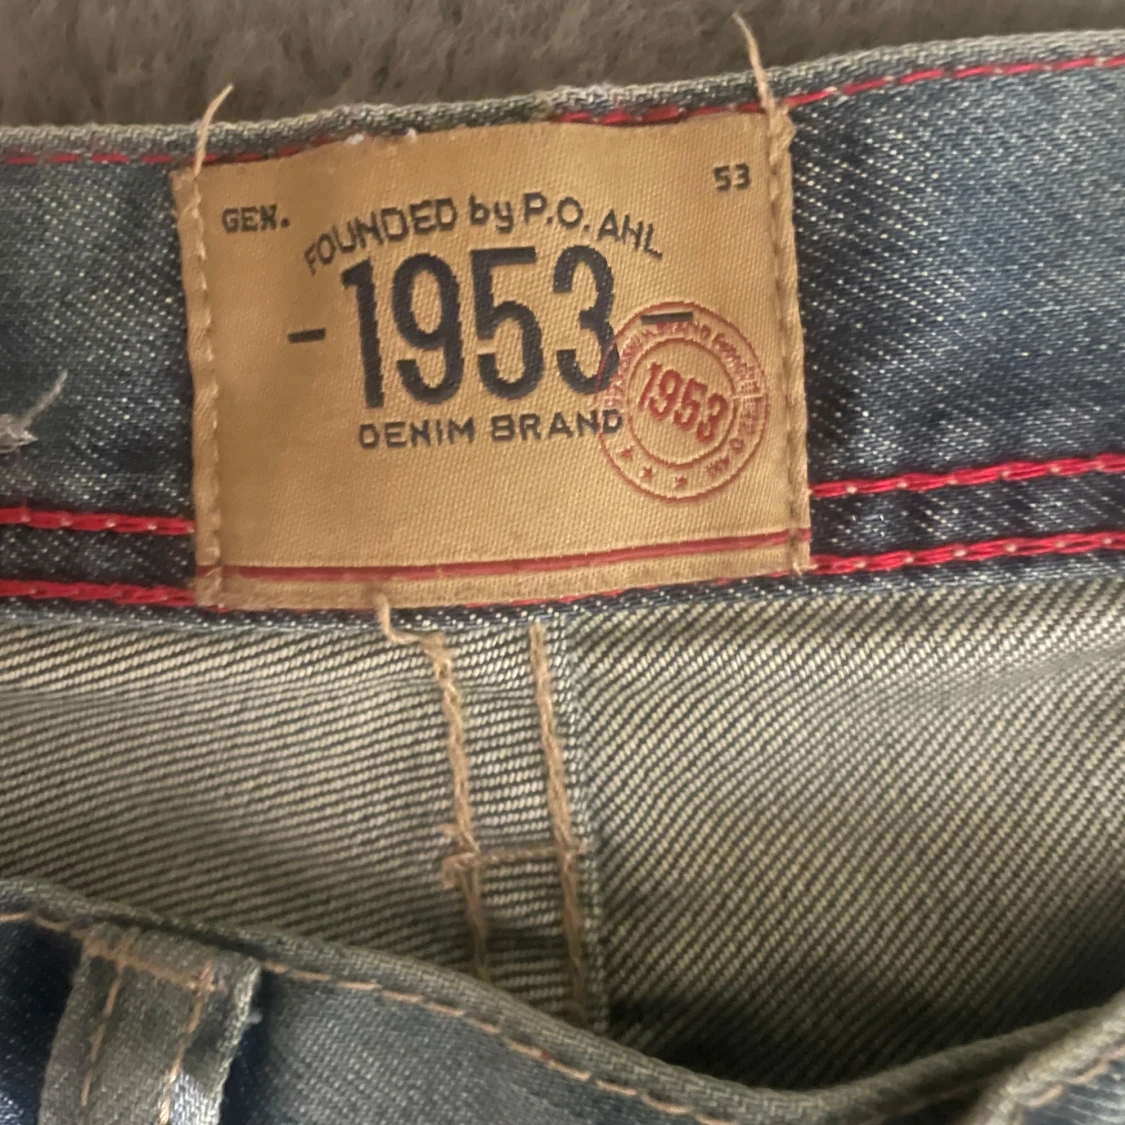 GEN.
53
FOUNDED by P.O. AHL
-1953-
DENIM BRAND
1953